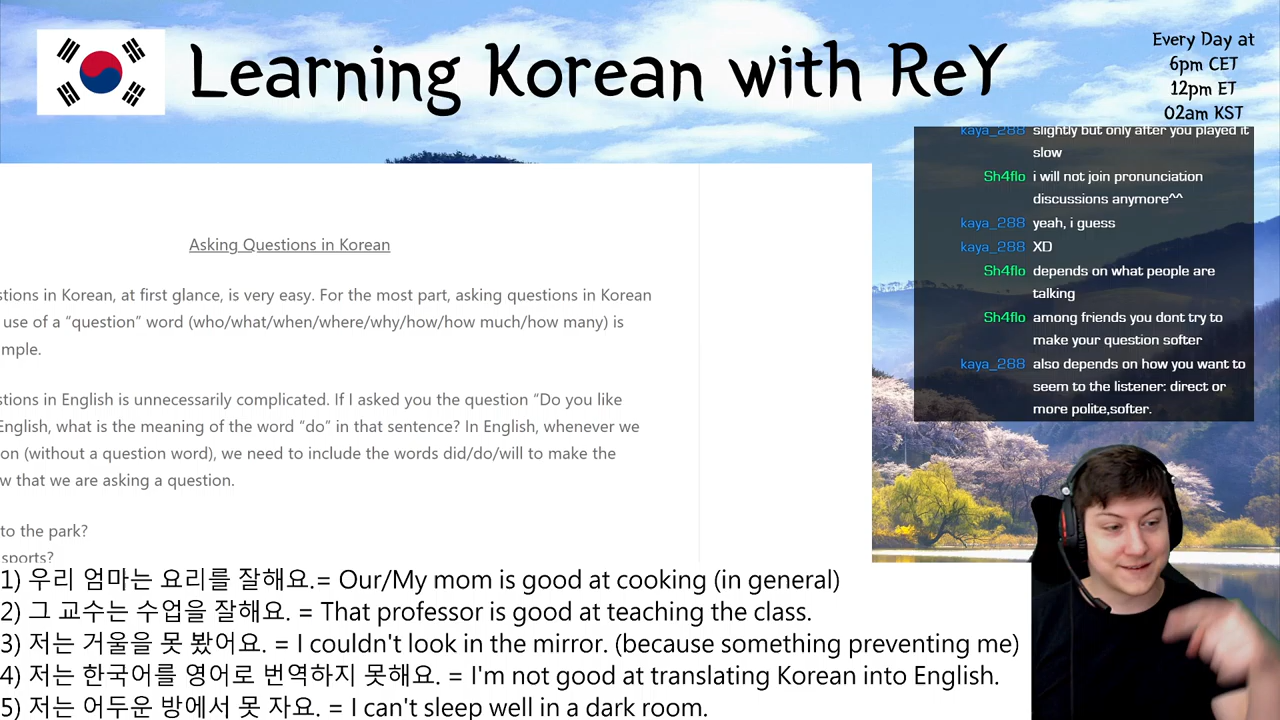 Learning Korean with ReY
Every Day at
6pm CET
12pm ET
02am KST
kaya_288 slightly but only after you played it
slow
Sh4flo i will not join pronunciation
discussions anymore^^
kaya_288 yeah, i guess
kaya_288 XD
Sh4flo depends on what people are
talking
Sh4flo among friends you dont try to
make your question softer
kaya_288 also depends on how you want to
seem to the listener: direct or
more polite,softer.
Asking Questions in Korean
stions in Korean, at first glance, is very easy. For the most part, asking questions in Korean
use of a “question” word (who/what/when/where/why/how/how much/how many) is
mple.
stions in English is unnecessarily complicated. If I asked you the question “Do you like
English, what is the meaning of the word “do” in that sentence? In English, whenever we
on (without a question word), we need to include the words did/do/will to make the
w that we are asking a question.
to the park?
sports?
1) 우리 엄마는 요리를 잘해요.= Our/My mom is good at cooking (in general)
2) 그 교수는 수업을 잘해요. = That professor is good at teaching the class.
3) 저는 거울을 못 봤어요. = I couldn't look in the mirror. (because something preventing me)
4) 저는 한국어를 영어로 번역하지 못해요. = I'm not good at translating Korean into English.
5) 저는 어두운 방에서 못 자요. = I can't sleep well in a dark room.